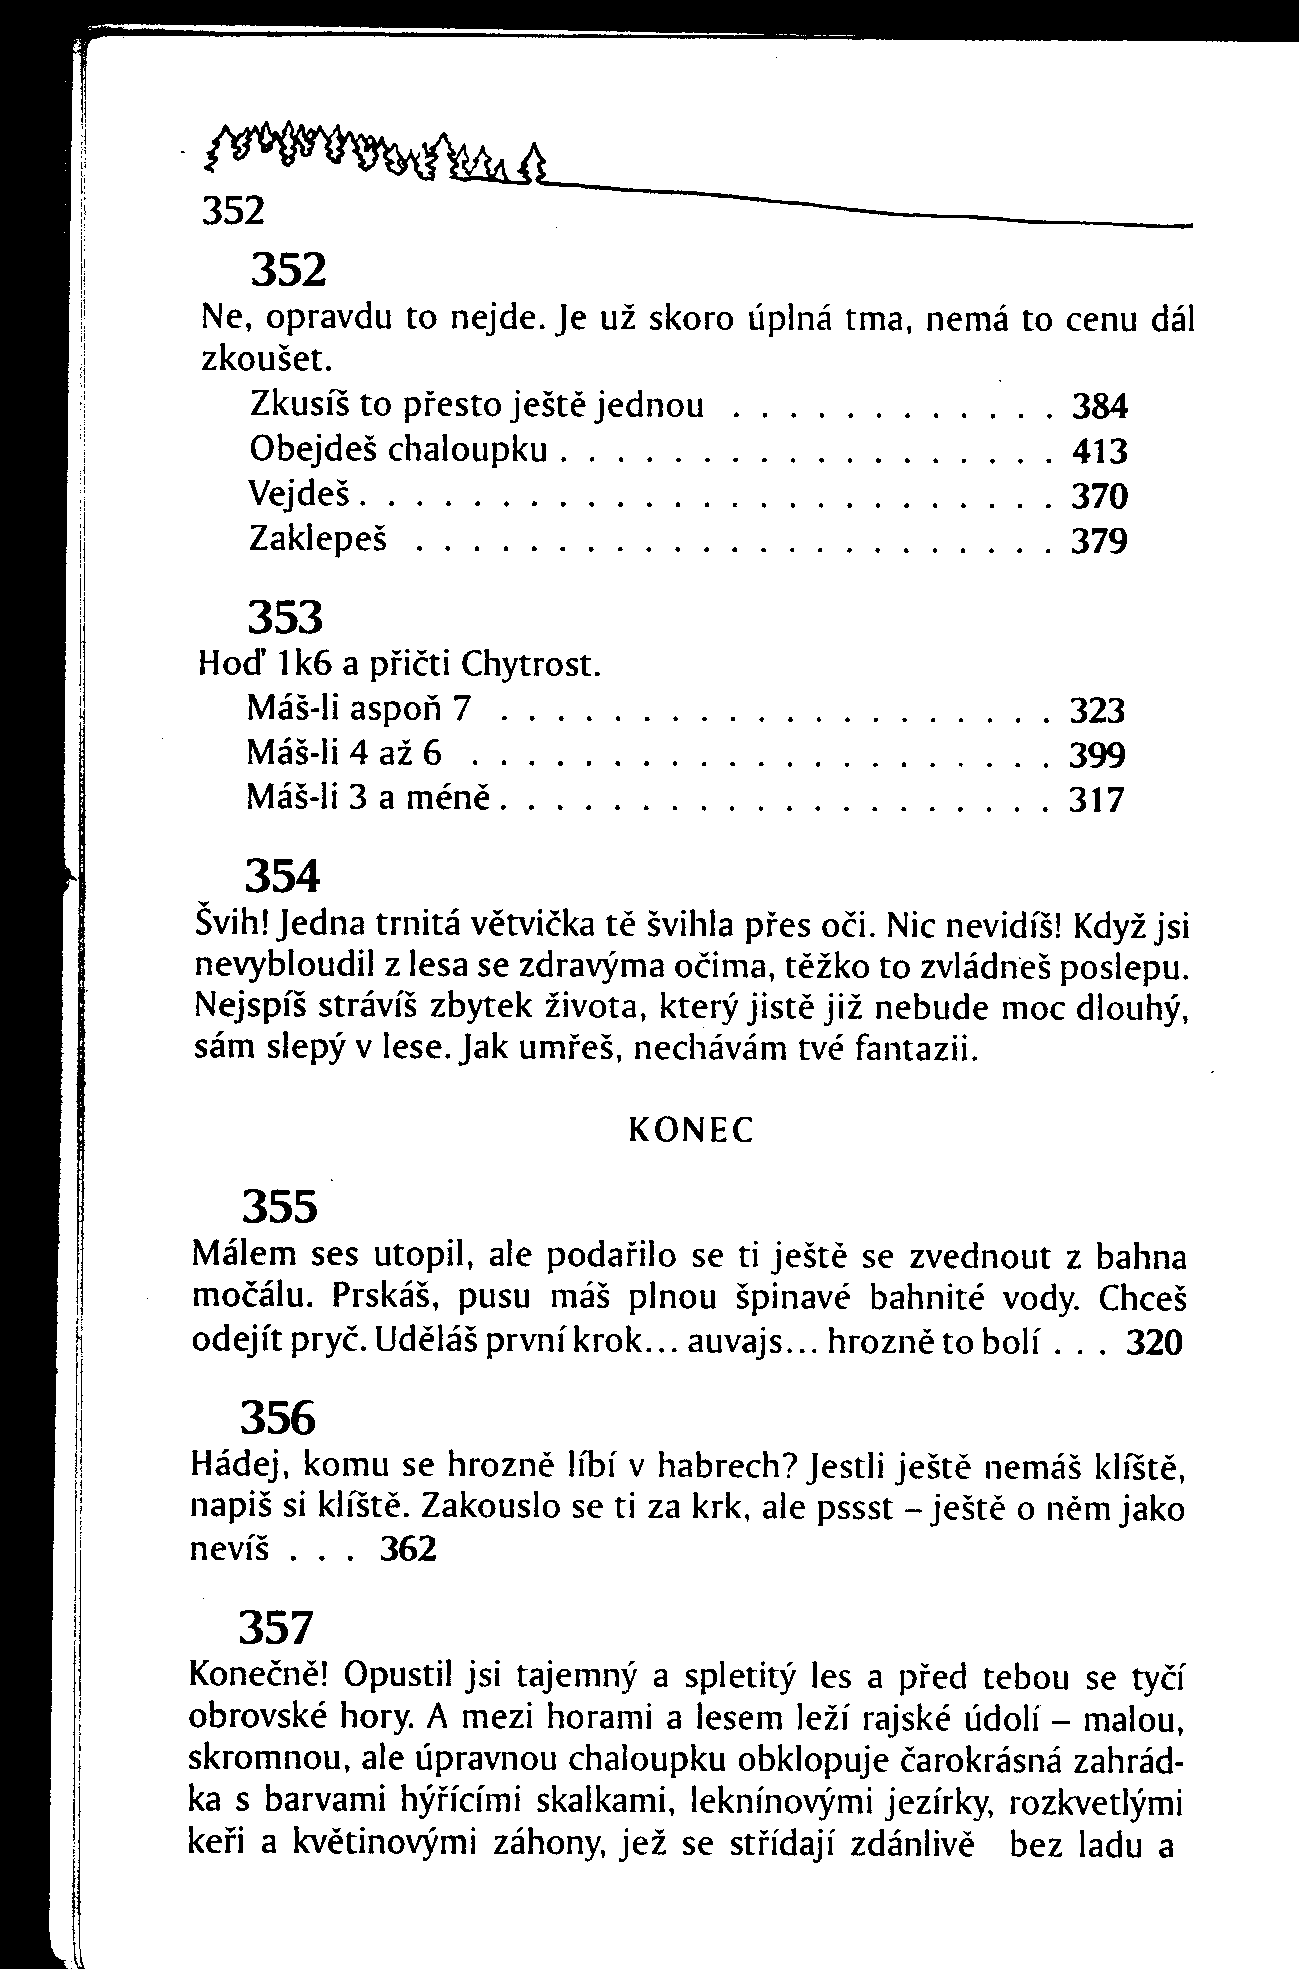 352
352
Ne, opravdu to nejde. Je už skoro úplná tma, nemá to cenu dál
zkoušet.
Zkusíš to přesto ještě jednou . . . . . . . . . . . . 384
Obejdeš chaloupku . . . . . . . . . . . . . . . . . . 413
Vejdeš . . . . . . . . . . . . . . . . . . . . . . . . . 370
Zaklepeš . . . . . . . . . . . . . . . . . . . . . . . 379
353
Hoď 1k6 a přičti Chytrost.
Máš-li aspoň 7 . . . . . . . . . . . . . . . . . . . . 323
Máš-li 4 až 6 . . . . . . . . . . . . . . . . . . . . . 399
Máš-li 3 a méně . . . . . . . . . . . . . . . . . . . . 317
354
Švih! Jedna trnitá větvička tě švihla přes oči. Nic nevidíš! Když jsi
nevybloudil z lesa se zdravýma očima, těžko to zvládneš poslepu.
Nejspíš strávíš zbytek života, který jistě již nebude moc dlouhý,
sám slepý v lese. Jak umřeš, nechávám tvé fantazii.
KONEC
355
Málem ses utopil, ale podařilo se ti ještě se zvednout z bahna
močálu. Prskáš, pusu máš plnou špinavé bahnité vody. Chceš
odejít pryč. Uděláš první krok... auvajs... hrozně to bolí . . . 320
356
Hádej, komu se hrozně líbí v habrech? Jestli ještě nemáš klíště,
napiš si klíště. Zakouslo se ti za krk, ale pssst – ještě o něm jako
nevíš . . . 362
357
Konečně! Opustil jsi tajemný a spletitý les a před tebou se tyčí
obrovské hory. A mezi horami a lesem leží rajské údolí – malou,
skromnou, ale úpravnou chaloupku obklopuje čarokrásná zahrád-
ka s barvami hýřícími skalkami, leknínovými jezírky, rozkvetlými
keři a květinovými záhony, jež se střídají zdánlivě bez ladu a